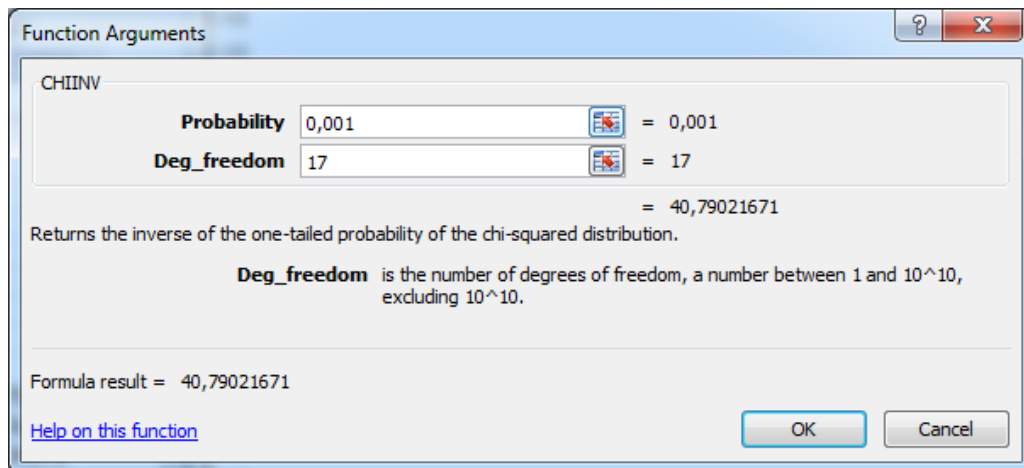 Function Arguments
CHIINV
Probability 0,001 = 0,001
Deg_freedom 17 = 17
= 40,79021671
Returns the inverse of the one-tailed probability of the chi-squared distribution.
Deg_freedom is the number of degrees of freedom, a number between 1 and 10^10,
excluding 10^10.
Formula result = 40,79021671
Help on this function
OK Cancel